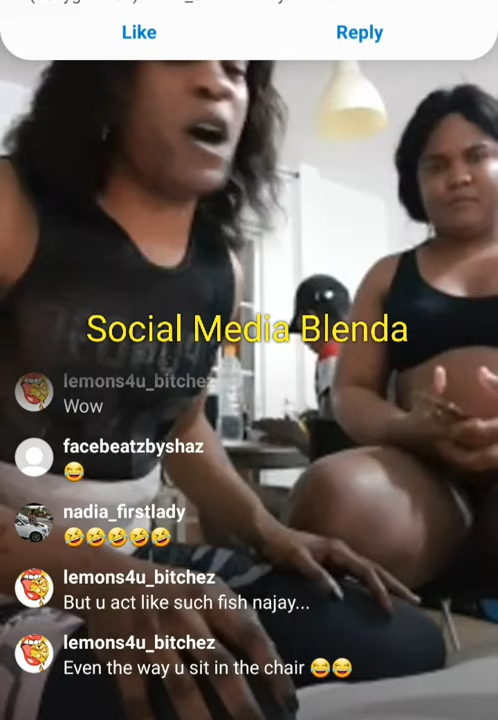 Like Reply
Social Media Blenda
lemons4u_bitchez
Wow
facebeatzbyshaz
😂
nadia_firstlady
🤣🤣🤣🤣🤣
lemons4u_bitchez
But u act like such fish najay...
lemons4u_bitchez
Even the way u sit in the chair 😂😂